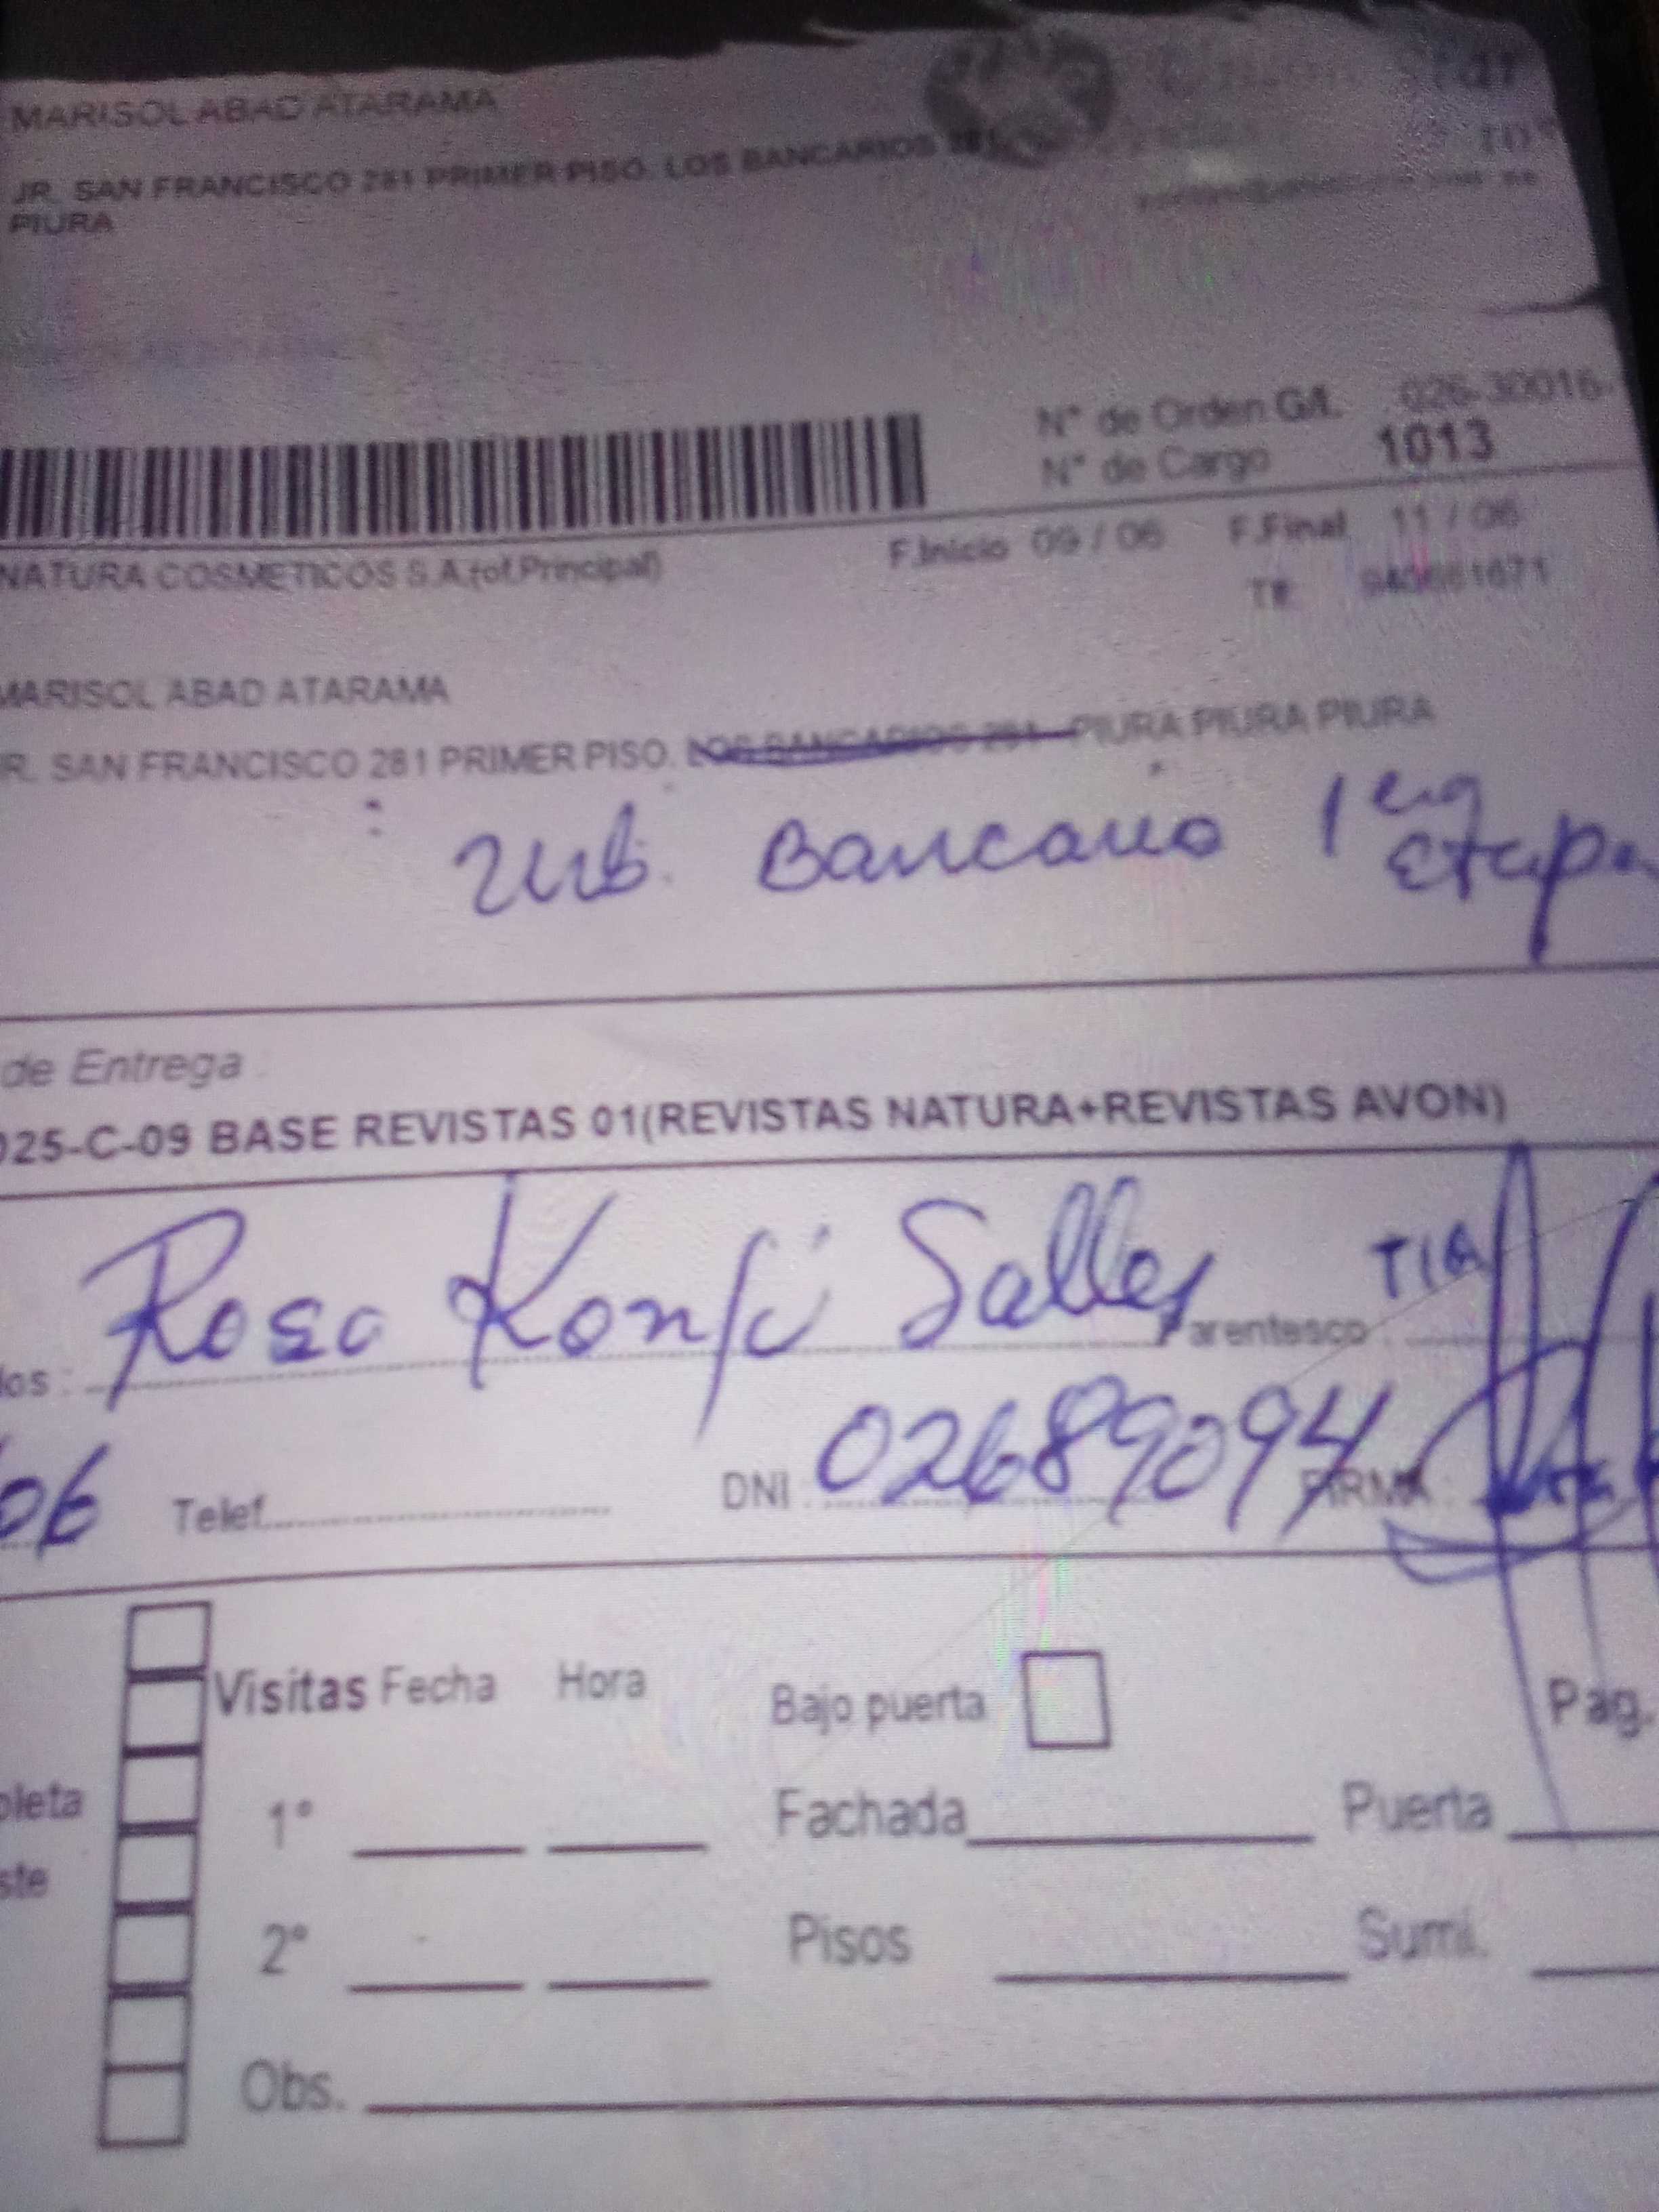 MARISOL ABAD ATARAMA
JR. SAN FRANCISCO 281 PRIMER PISO. LOS BANCARIOS 281
PIURA
N° de Orden G/L 026-30016-
N° de Cargo 1013
F.Inicio 09 / 06 F.Final 11 / 06
NATURA COSMETICOS S.A.(of.Principal)
MARISOL ABAD ATARAMA
R. SAN FRANCISCO 281 PRIMER PISO. LOS BANCARIOS 281 PIURA PIURA PIURA
Urb. Bancario 1era Etapa
de Entrega
025-C-09 BASE REVISTAS 01(REVISTAS NATURA+REVISTAS AVON)
los : Rosa Salles Parentesco : TIA
06 Telef. DNI 02689094 FIRMA
Visitas Fecha Hora Bajo puerta Pag.
pleta 1° Fachada Puerta
ste
2° Pisos Sumi.
Obs.